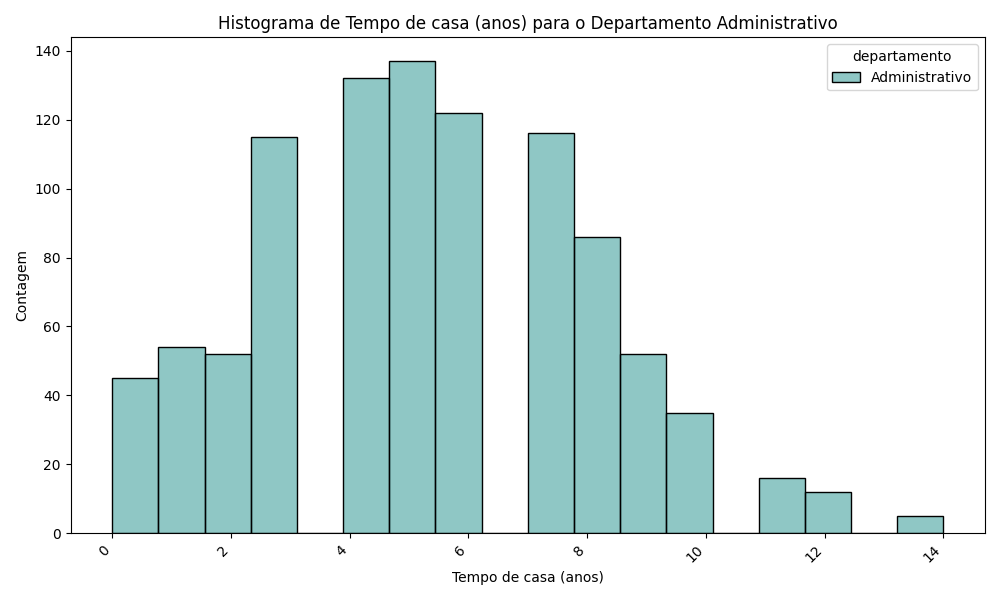 Histograma de Tempo de casa (anos) para o Departamento Administrativo
departamento
Administrativo
140
120
100
80
60
40
20
0
Contagem
0 2 4 6 8 10 12 14
Tempo de casa (anos)